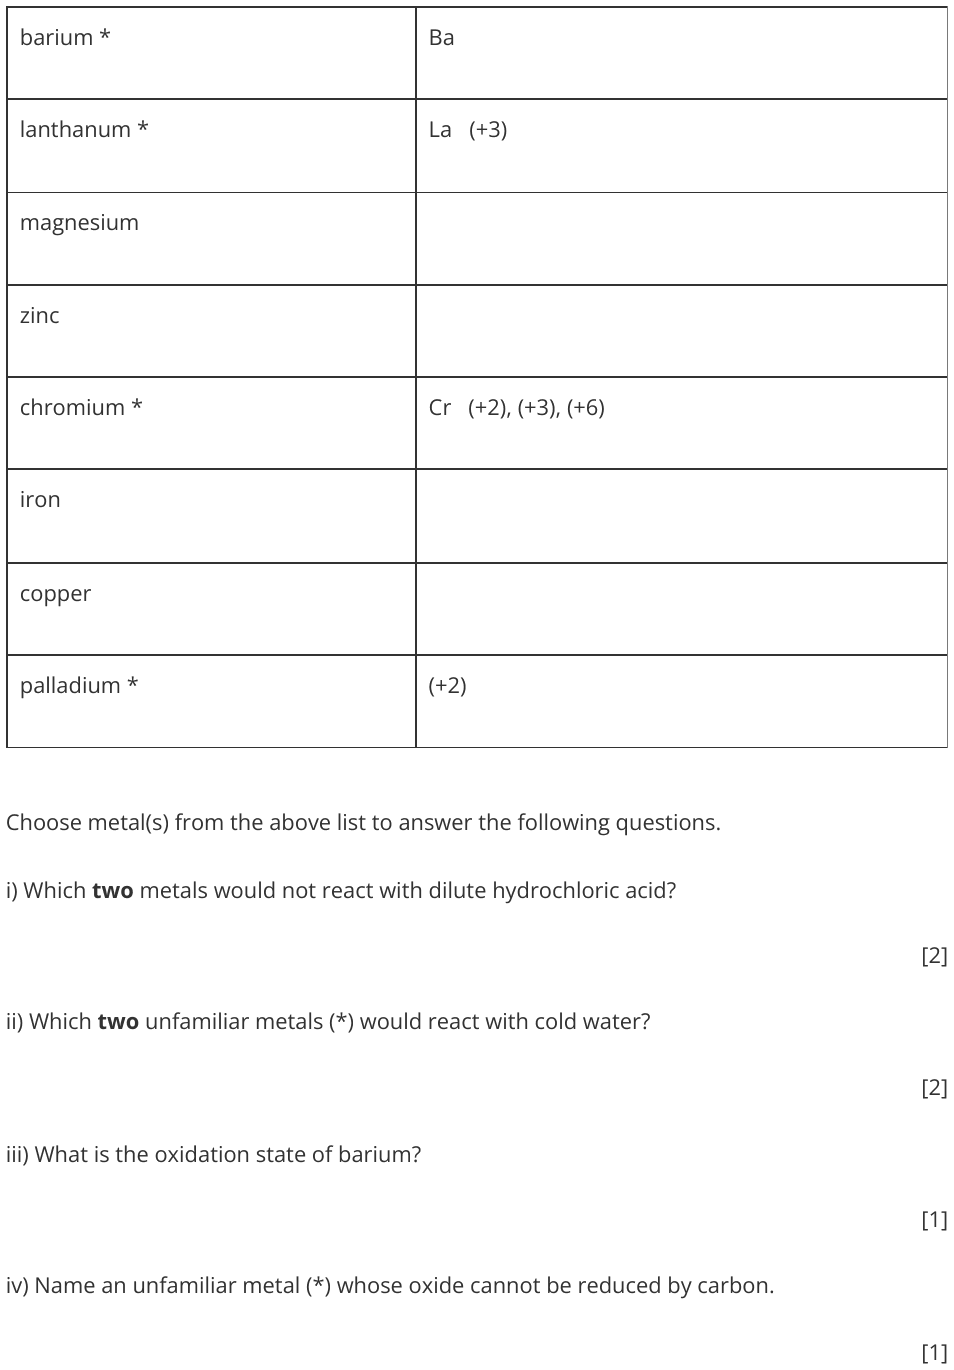 barium * Ba
lanthanum * La (+3)
magnesium
zinc
chromium * Cr (+2), (+3), (+6)
iron
copper
palladium * (+2)
Choose metal(s) from the above list to answer the following questions.
i) Which two metals would not react with dilute hydrochloric acid?
[2]
ii) Which two unfamiliar metals (*) would react with cold water?
[2]
iii) What is the oxidation state of barium?
[1]
iv) Name an unfamiliar metal (*) whose oxide cannot be reduced by carbon.
[1]